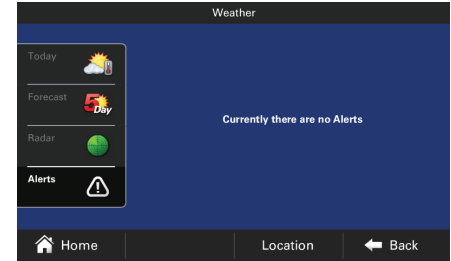 Weather
Today
Forecast
5 Day
Radar
Alerts
Currently there are no Alerts
Home
Location
Back